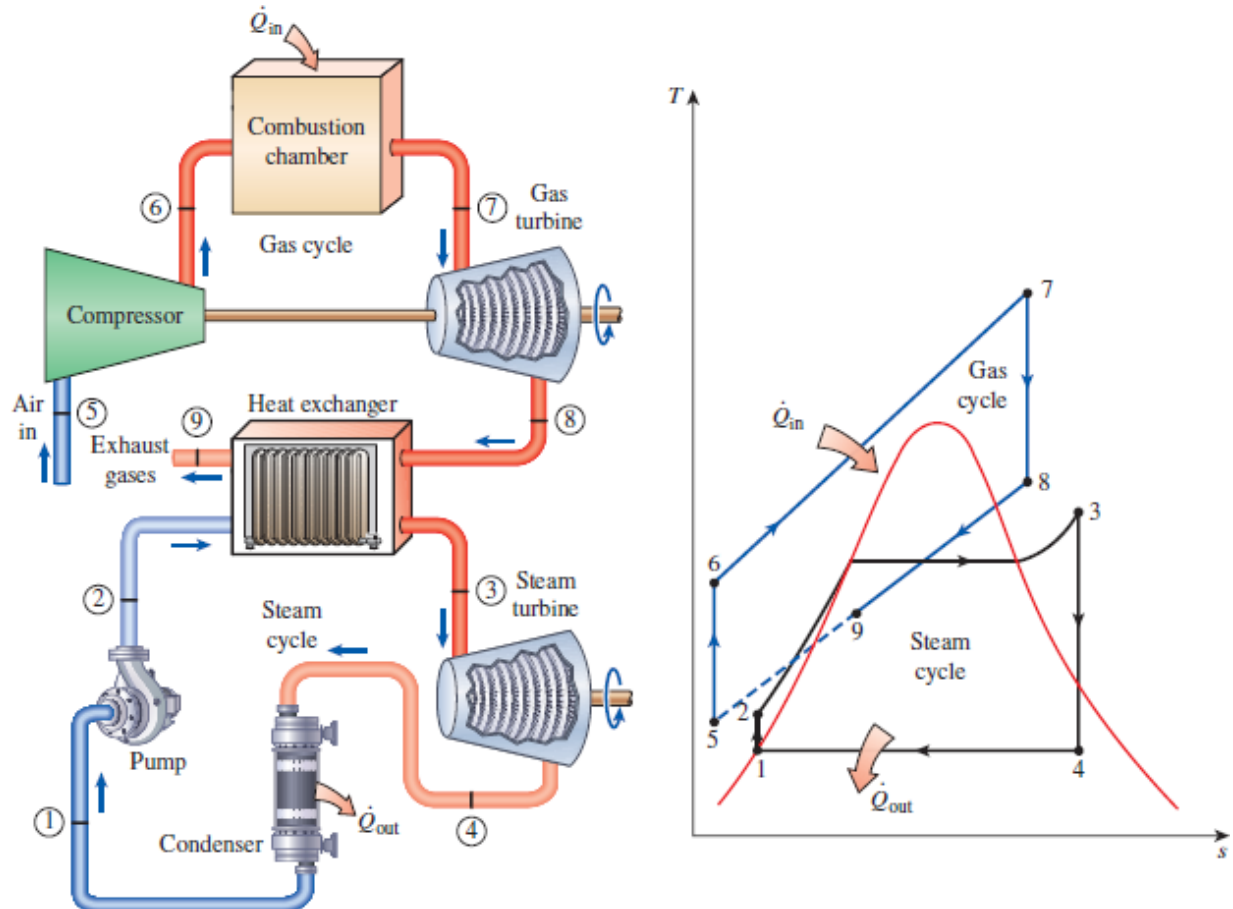 Q̇in
Combustion
chamber
⑥
⑦
Gas
turbine
Gas cycle
Compressor
Air
in
⑤
⑨
Heat exchanger
⑧
Exhaust
gases
②
③
Steam
turbine
Steam
cycle
Pump
①
Condenser
Q̇out
④
T
7
Gas
cycle
Q̇in
8
3
6
9
Steam
cycle
2
5
1
4
Q̇out
s